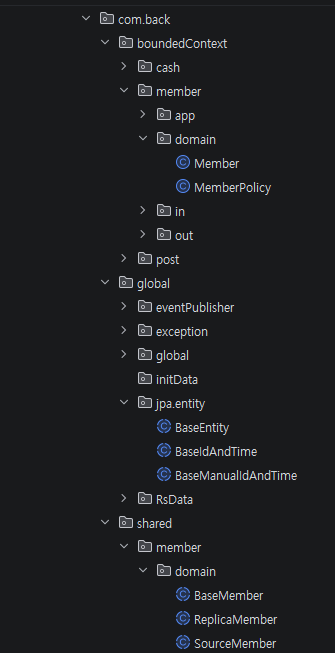 com.back
boundedContext
cash
member
app
domain
Member
MemberPolicy
in
out
post
global
eventPublisher
exception
global
initData
jpa.entity
BaseEntity
BaseIdAndTime
BaseManualIdAndTime
RsData
shared
member
domain
BaseMember
ReplicaMember
SourceMember